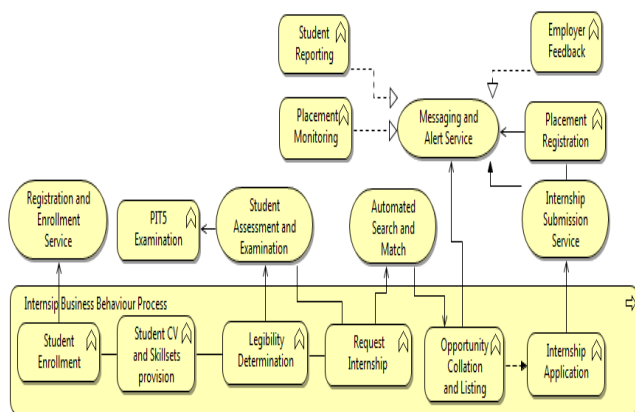 Student
Reporting
Employer
Feedback
Placement
Monitoring
Messaging and
Alert Service
Placement
Registration
Registration and
Enrollment
Service
PIT5
Examination
Student
Assessment and
Examination
Automated
Search and
Match
Internship
Submission
Service
Internsip Business Behaviour Process
Student
Enrollment
Student CV
and Skillsets
provision
Legibility
Determination
Request
Internship
Opportunity
Collation
and Listing
Internship
Application